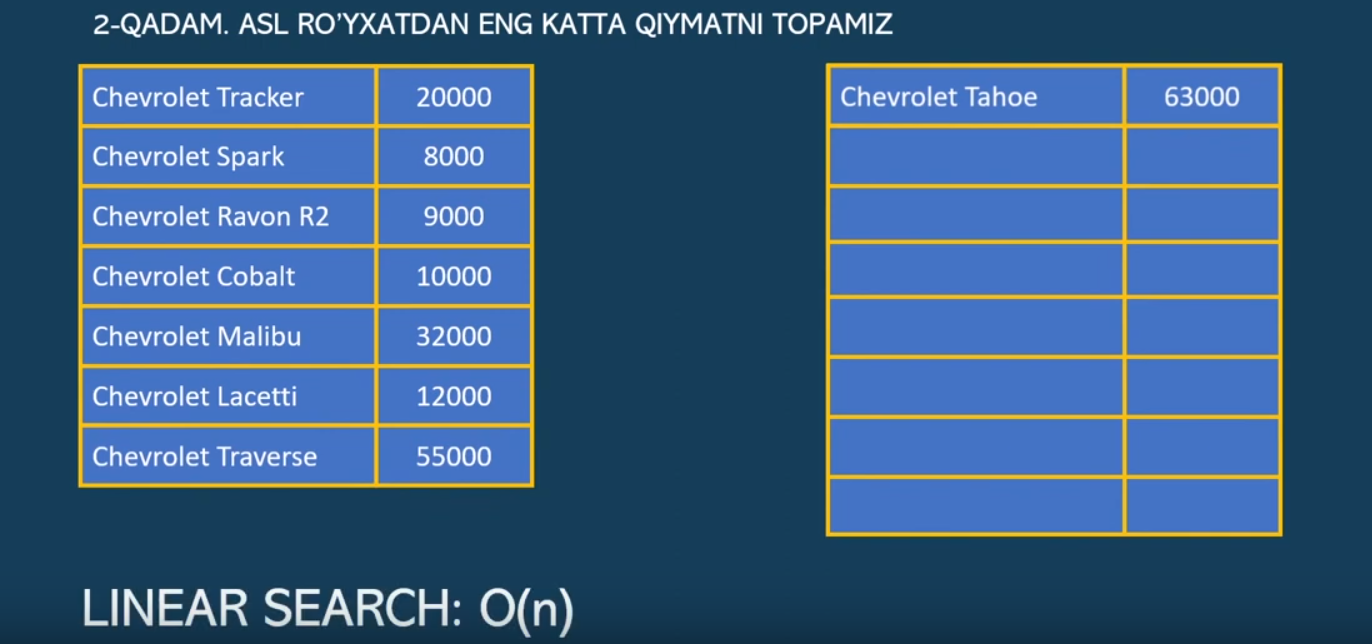 2-QADAM. ASL RO’YXATDAN ENG KATTA QIYMATNI TOPAMIZ
Chevrolet Tracker 20000
Chevrolet Spark 8000
Chevrolet Ravon R2 9000
Chevrolet Cobalt 10000
Chevrolet Malibu 32000
Chevrolet Lacetti 12000
Chevrolet Traverse 55000
Chevrolet Tahoe 63000
LINEAR SEARCH: O(n)